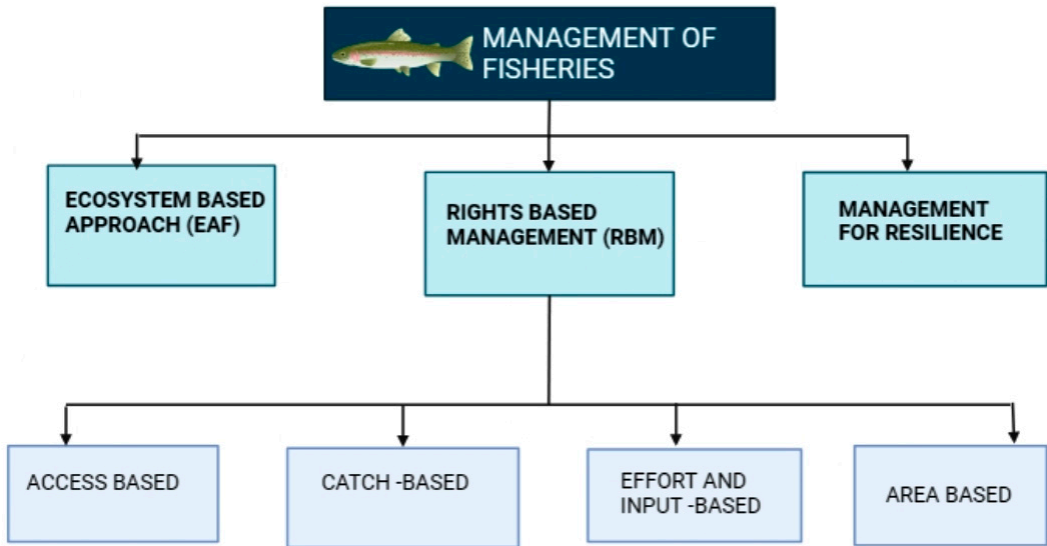 MANAGEMENT OF
FISHERIES
ECOSYSTEM BASED
APPROACH (EAF)
RIGHTS BASED
MANAGEMENT (RBM)
MANAGEMENT
FOR RESILIENCE
ACCESS BASED
CATCH -BASED
EFFORT AND
INPUT -BASED
AREA BASED